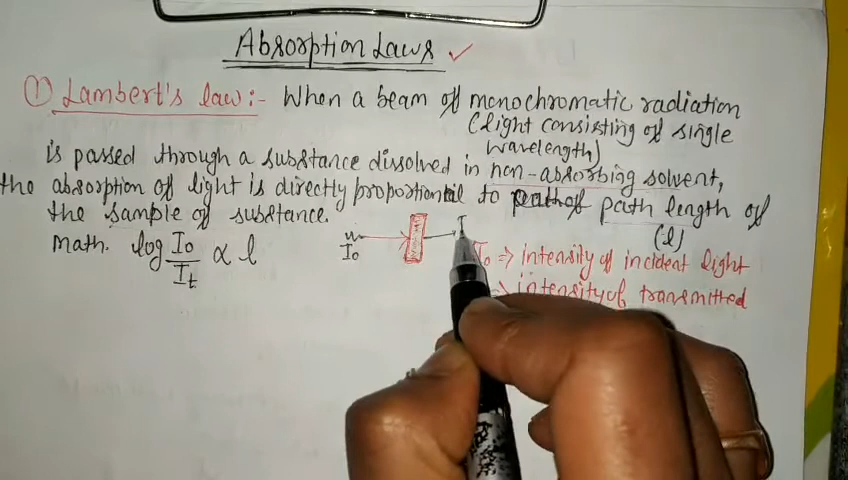 Absorption Laws ✓
① Lambert's law:- When a beam of monochromatic radiation
(light consisting of single
wavelength)
is passed through a substance dissolved in non-absorbing solvent,
the absorption of light is directly proportional to path length of
(l)
the sample of substance.
math. log I₀/Iₜ ∝ l
I₀
I
I₀ => intensity of incident light
=> intensity of transmitted